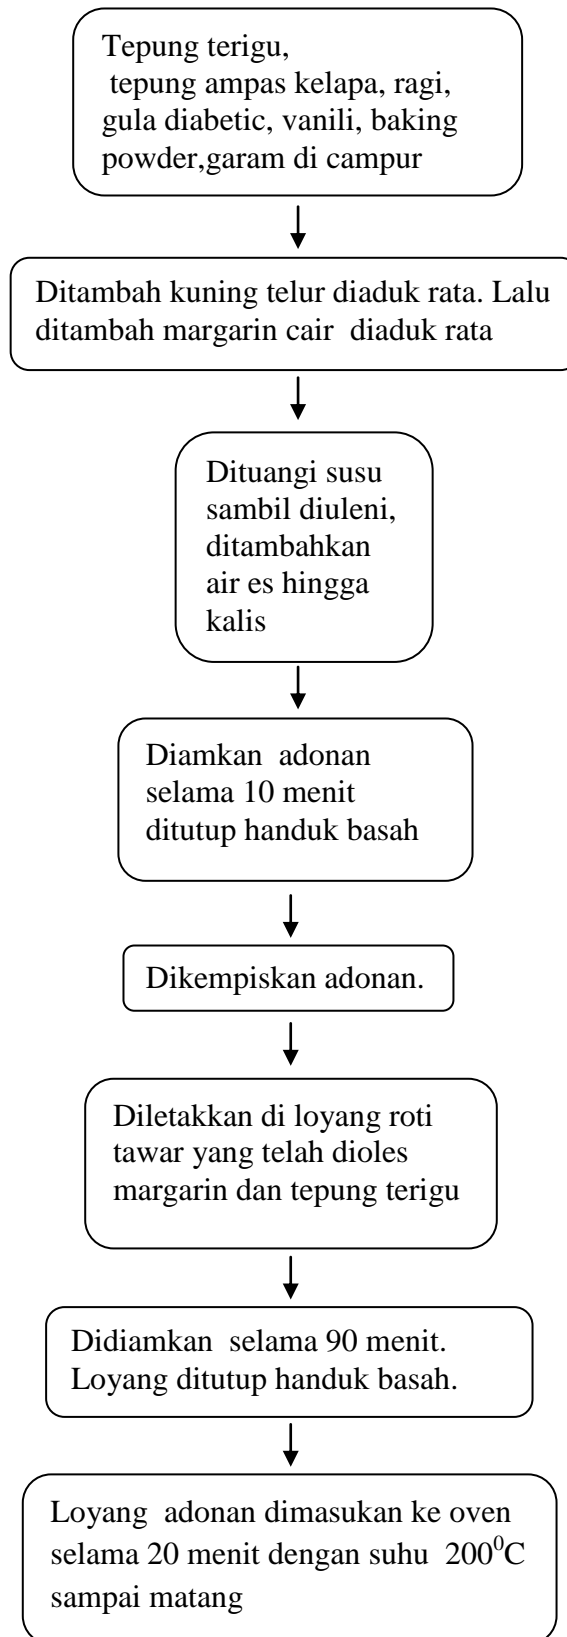 Tepung terigu,
tepung ampas kelapa, ragi,
gula diabetic, vanili, baking
powder,garam di campur
Ditambah kuning telur diaduk rata. Lalu
ditambah margarin cair diaduk rata
Dituangi susu
sambil diuleni,
ditambahkan
air es hingga
kalis
Diamkan adonan
selama 10 menit
ditutup handuk basah
Dikempiskan adonan.
Diletakkan di loyang roti
tawar yang telah dioles
margarin dan tepung terigu
Didiamkan selama 90 menit.
Loyang ditutup handuk basah.
Loyang adonan dimasukan ke oven
selama 20 menit dengan suhu 200⁰C
sampai matang